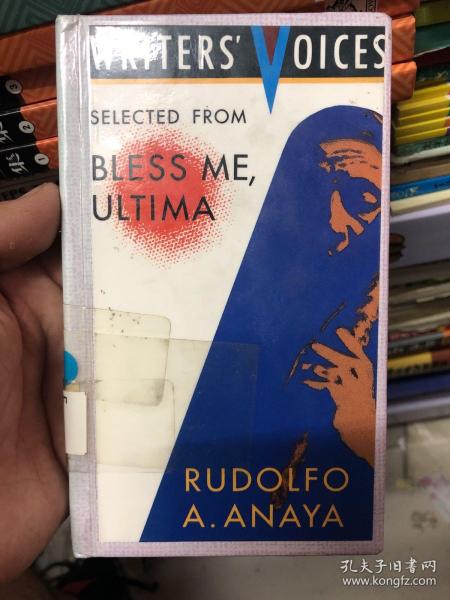 WRITERS' VOICES
SELECTED FROM
BLESS ME,
ULTIMA
RUDOLFO
A. ANAYA
孔夫子旧书网
www.kongfz.com